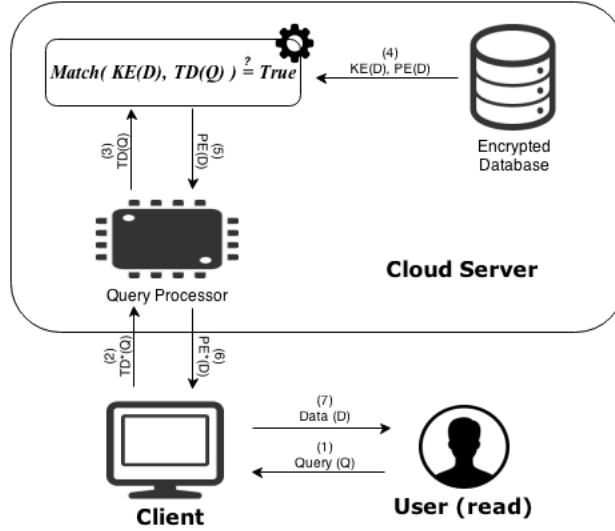 Match( KE(D), TD(Q) ) ≟ True
(4)
KE(D), PE(D)
Encrypted
Database
(3)
TD(Q)
(5)
PE(D)
Cloud Server
Query Processor
(2)
TD*(Q)
(6)
PE*(D)
(7)
Data (D)
(1)
Query (Q)
Client
User (read)